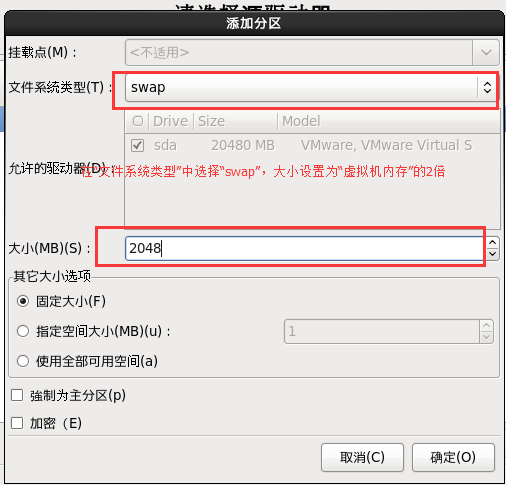 请选择源驱动器
添加分区
挂载点(M)：
<不适用>
文件系统类型(T)：
swap
Drive Size Model
sda 20480 MB VMware, VMware Virtual S
允许的驱动器(D)：
在“文件系统类型”中选择“swap”，大小设置为“虚拟机内存”的2倍
大小(MB)(S)：
2048
其它大小选项
固定大小(F)
指定空间大小(MB)(u)：
1
使用全部可用空间(a)
強制为主分区(p)
加密（E)
取消(C)
确定(O)